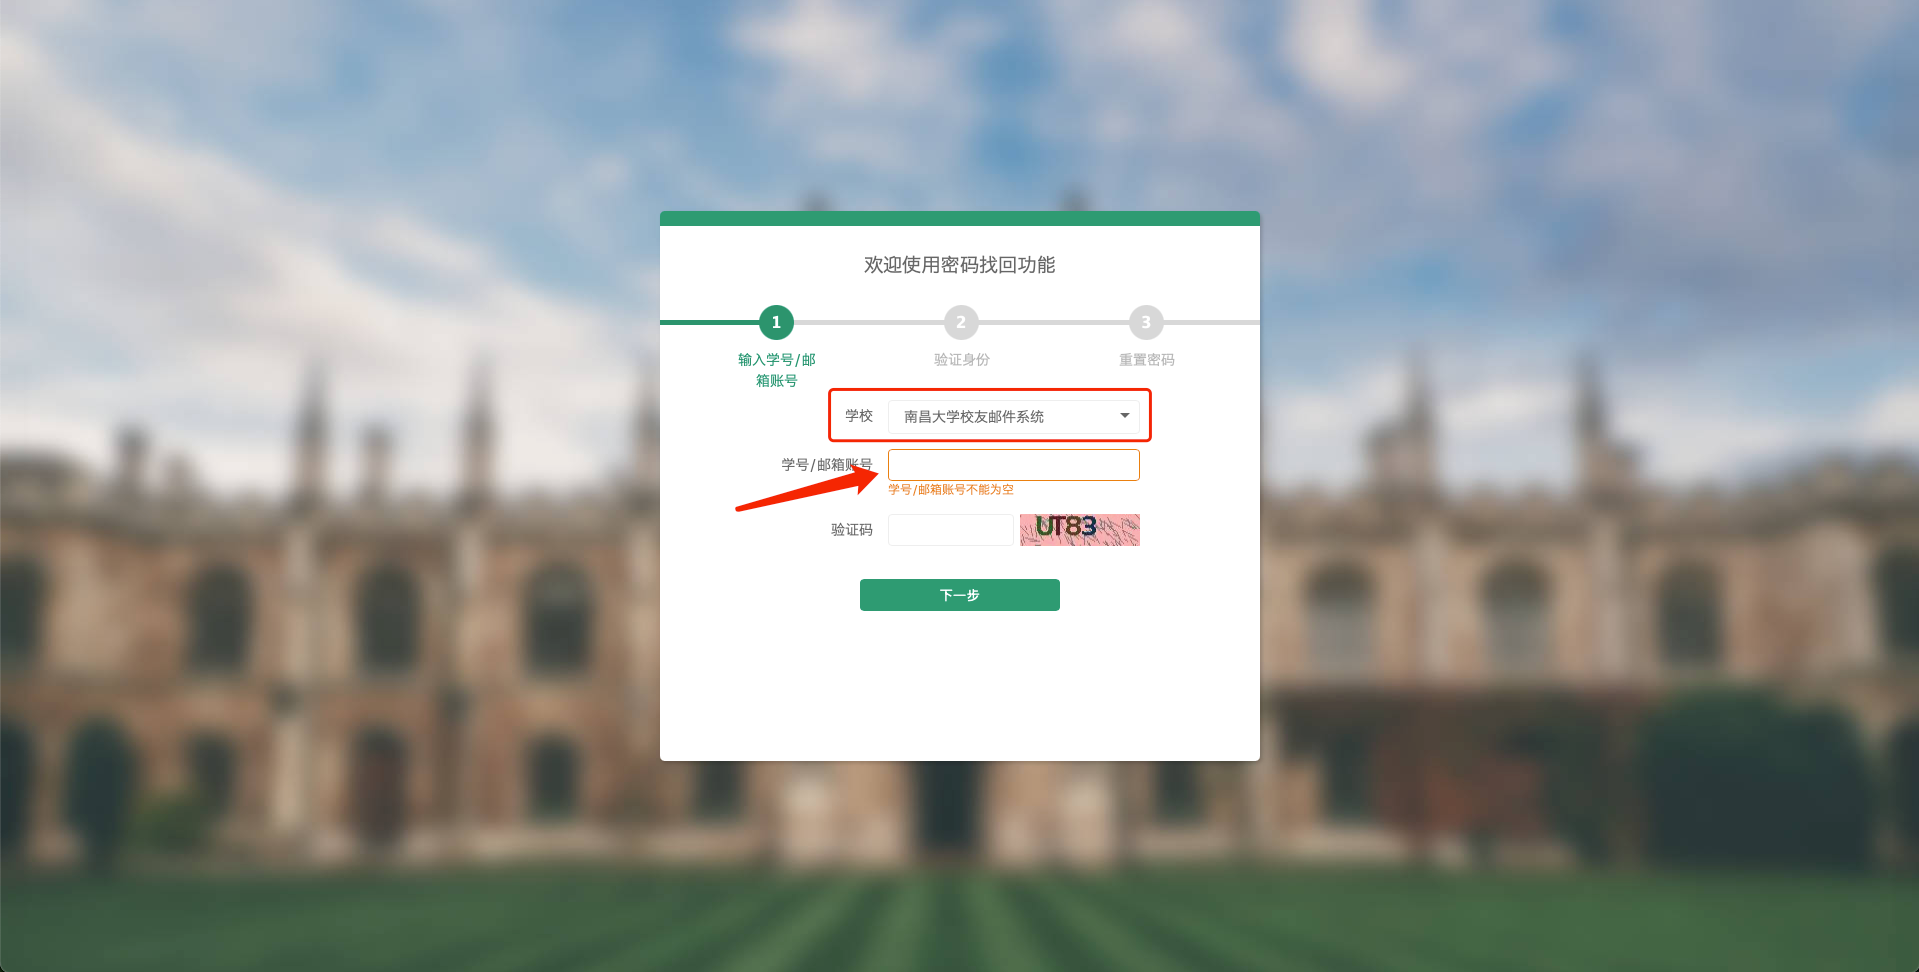 欢迎使用密码找回功能
1
2
3
输入学号/邮
箱账号
验证身份
重置密码
学校
南昌大学校友邮件系统
学号/邮箱账号
学号/邮箱账号不能为空
验证码
UT83
下一步